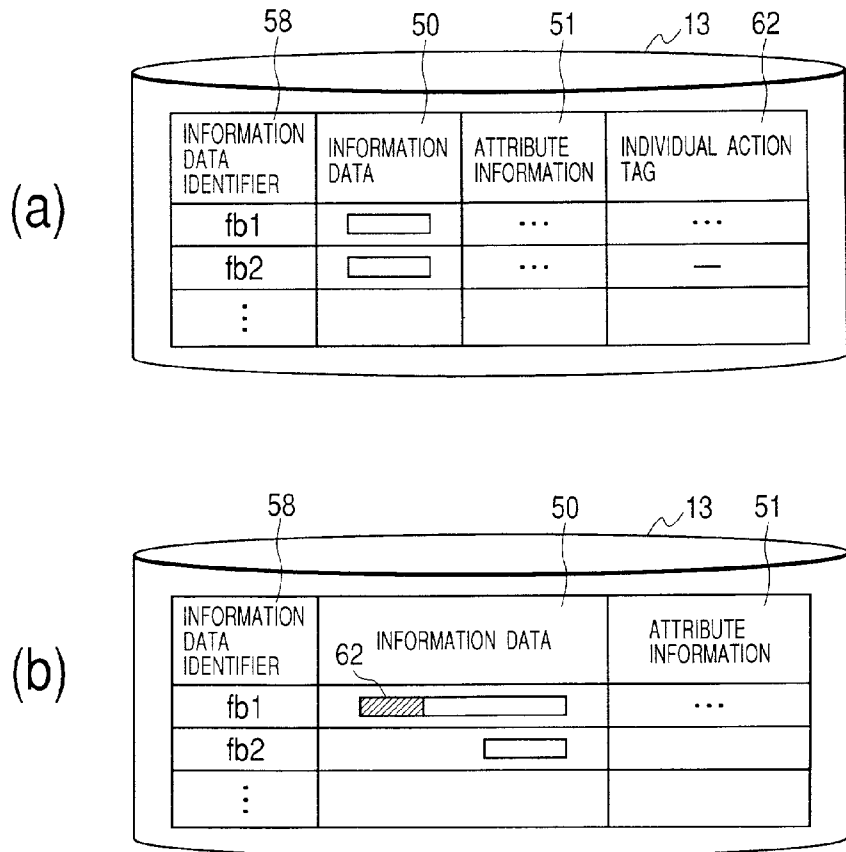 58 50 51 13 62
(a)
INFORMATION DATA IDENTIFIER
INFORMATION DATA
ATTRIBUTE INFORMATION
INDIVIDUAL ACTION TAG
fb1 ... ...
fb2 ... —
⋮
58 50 13 51
(b)
INFORMATION DATA IDENTIFIER
INFORMATION DATA
ATTRIBUTE INFORMATION
62
fb1 ...
fb2
⋮